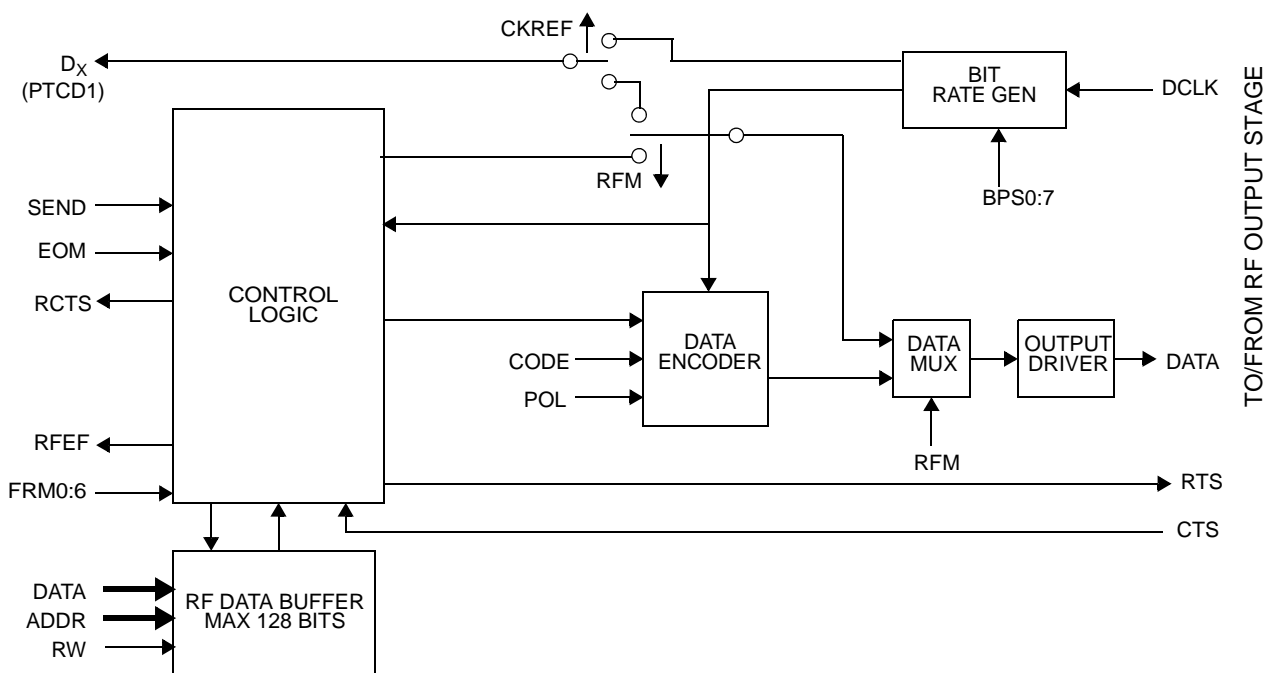 CKREF
DX
(PTCD1)
BIT
RATE GEN
DCLK
BPS0:7
RFM
SEND
EOM
RCTS
CONTROL
LOGIC
CODE
POL
DATA
ENCODER
DATA
MUX
OUTPUT
DRIVER
DATA
RFM
RFEF
FRM0:6
RTS
CTS
DATA
ADDR
RW
RF DATA BUFFER
MAX 128 BITS
TO/FROM RF OUTPUT STAGE